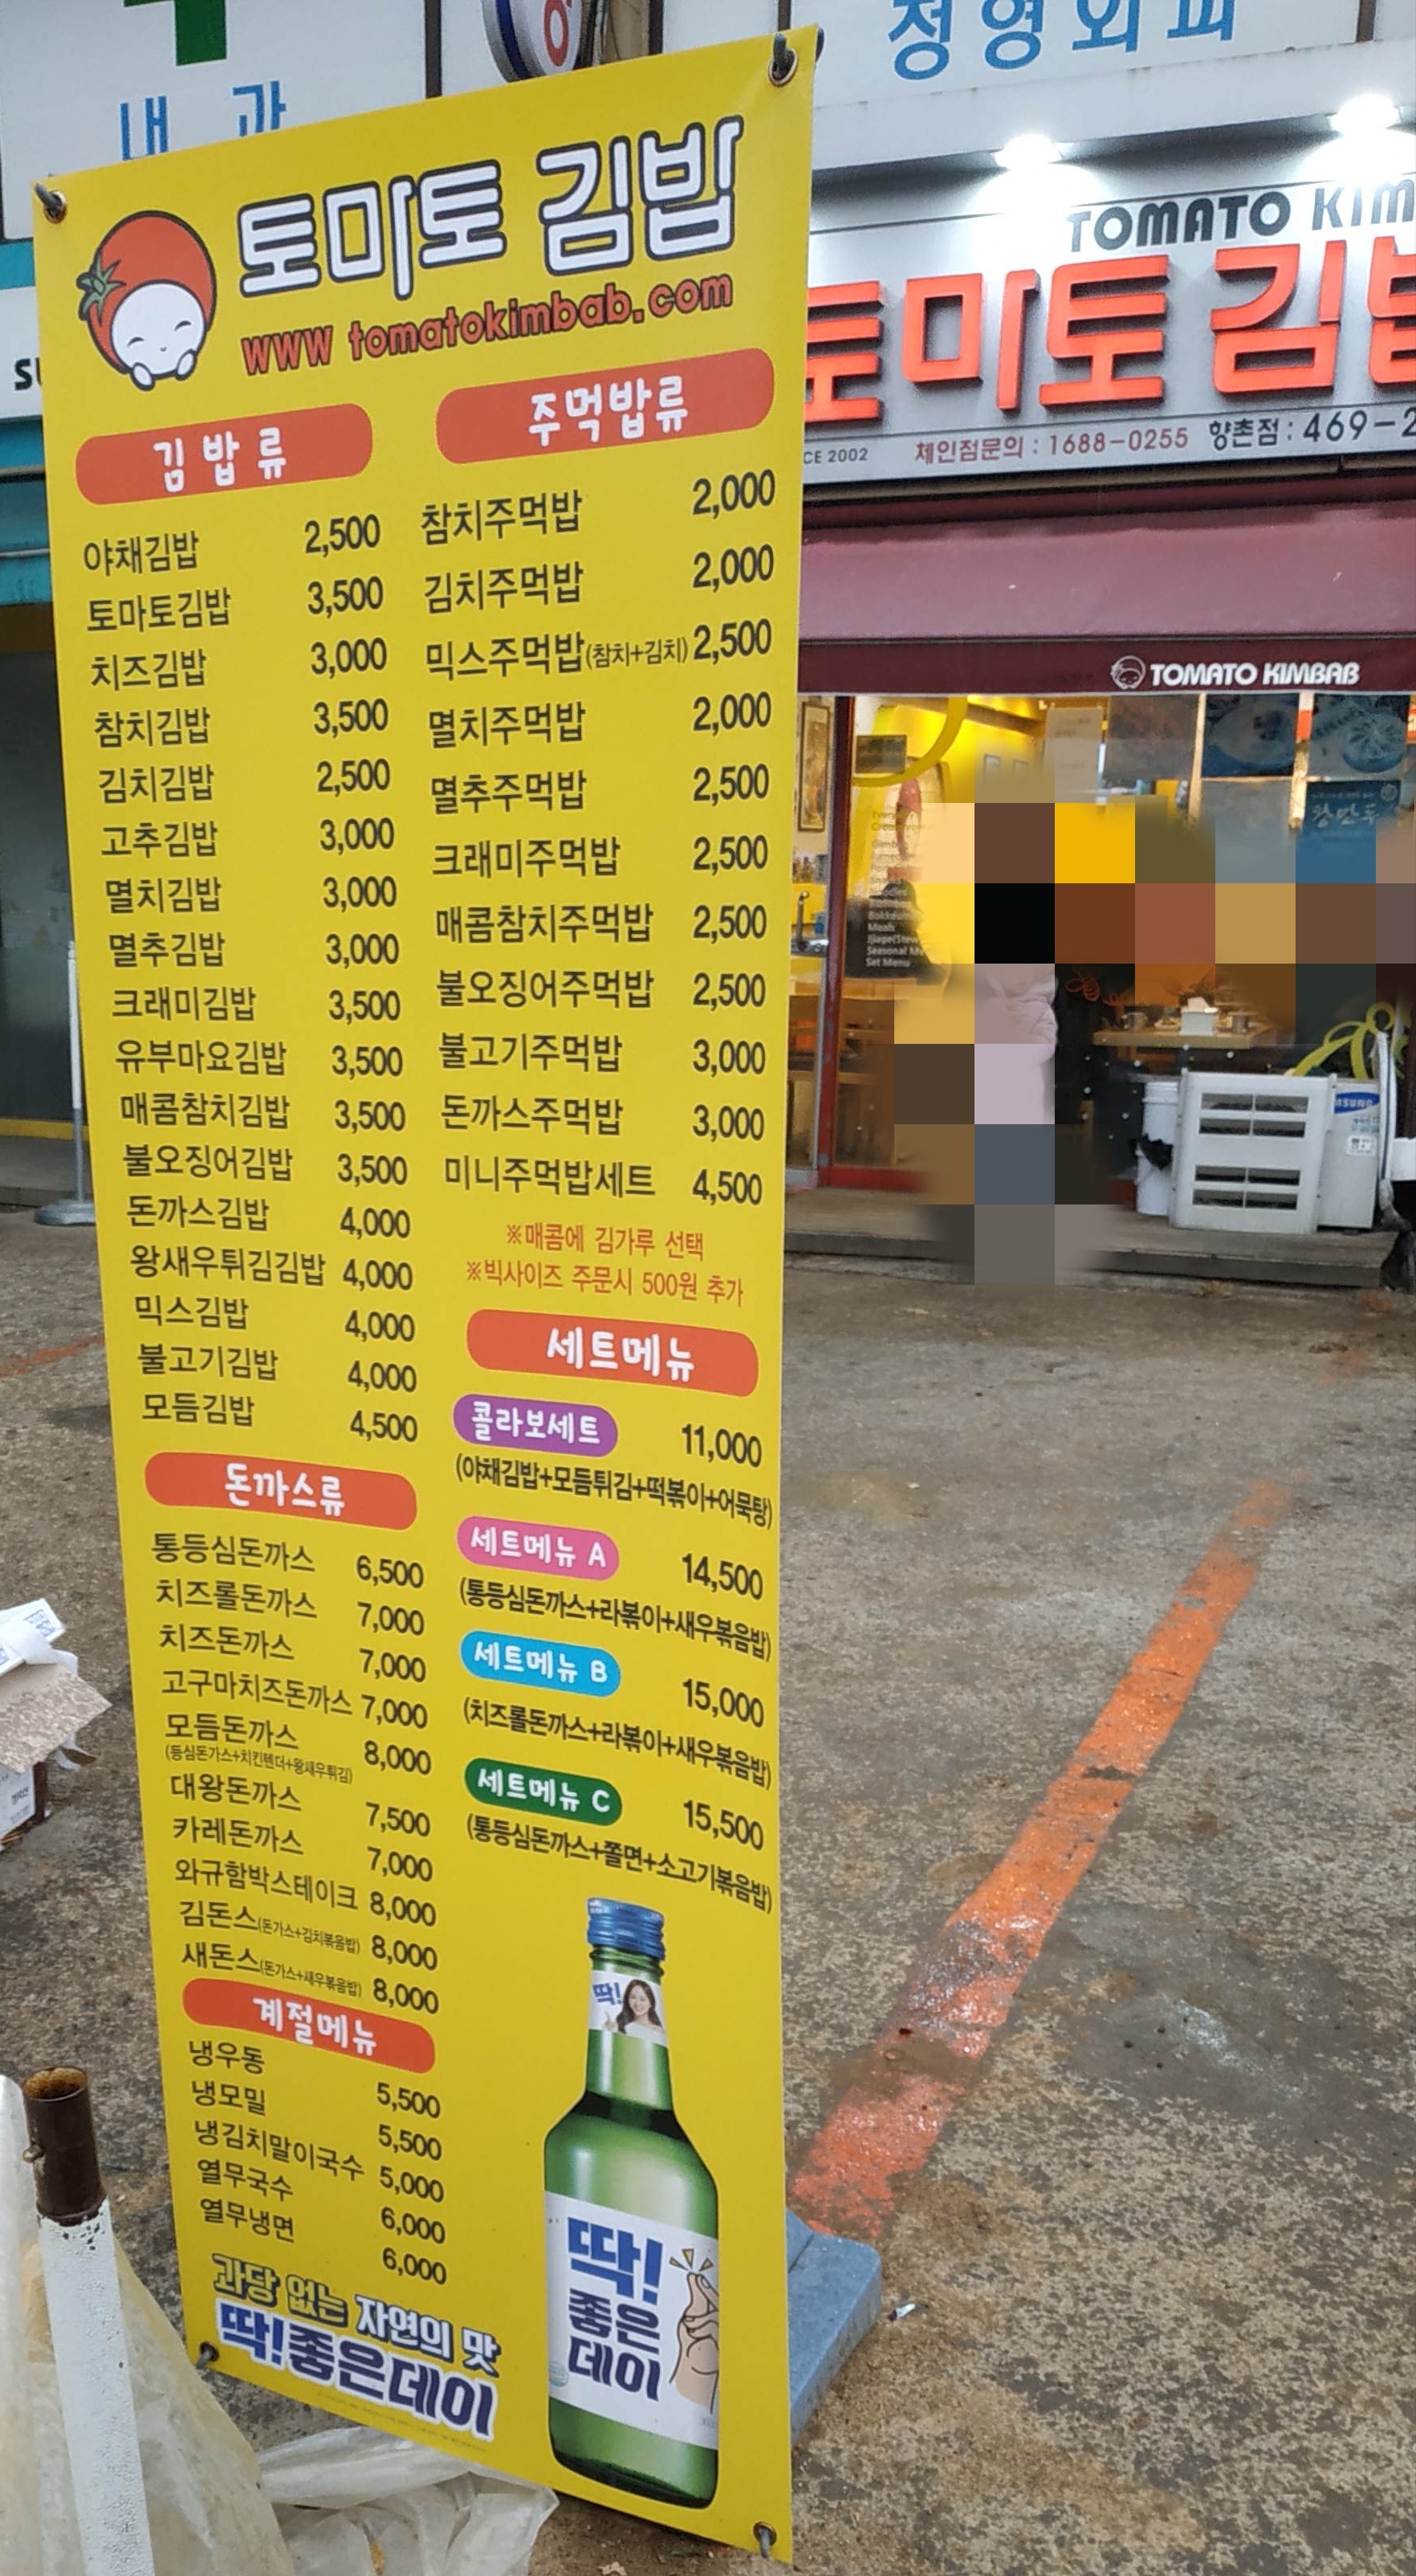 내 과
정형외과
토마토 김밥
www tomatokimbab.com
김밥류
야채김밥 2,500
토마토김밥 3,500
치즈김밥 3,000
참치김밥 3,500
김치김밥 2,500
고추김밥 3,000
멸치김밥 3,000
멸추김밥 3,000
크래미김밥 3,500
유부마요김밥 3,500
매콤참치김밥 3,500
불오징어김밥 3,500
돈까스김밥 4,000
왕새우튀김김밥 4,000
믹스김밥 4,000
불고기김밥 4,000
모듬김밥 4,500
돈까스류
통등심돈까스 6,500
치즈롤돈까스 7,000
치즈돈까스 7,000
고구마치즈돈까스 7,000
모듬돈까스 8,000
(등심돈가스+치킨텐더+왕새우튀김)
대왕돈까스 7,500
카레돈까스 7,000
와규함박스테이크 8,000
김돈스(돈가스+김치볶음밥) 8,000
새돈스(돈가스+새우볶음밥) 8,000
계절메뉴
냉우동 5,500
냉모밀 5,500
냉김치말이국수 5,000
열무국수 6,000
열무냉면 6,000
과당 없는 자연의 맛
딱!좋은데이
주먹밥류
참치주먹밥 2,000
김치주먹밥 2,000
믹스주먹밥(참치+김치) 2,500
멸치주먹밥 2,000
멸추주먹밥 2,500
크래미주먹밥 2,500
매콤참치주먹밥 2,500
불오징어주먹밥 2,500
불고기주먹밥 3,000
돈까스주먹밥 3,000
미니주먹밥세트 4,500
※매콤에 김가루 선택
※빅사이즈 주문시 500원 추가
세트메뉴
콜라보세트 11,000
(야채김밥+모듬튀김+떡볶이+어묵탕)
세트메뉴 A 14,500
(통등심돈까스+라볶이+새우볶음밥)
세트메뉴 B 15,000
(치즈롤돈까스+라볶이+새우볶음밥)
세트메뉴 C 15,500
(통등심돈까스+쫄면+소고기볶음밥)
딱!
딱!
좋은
데이
TOMATO KIM
토마토 김밥
CE 2002 체인점문의 : 1688-0255 향촌점 : 469-2
TOMATO KIMBAB
왕만두
Meals
Set Menu